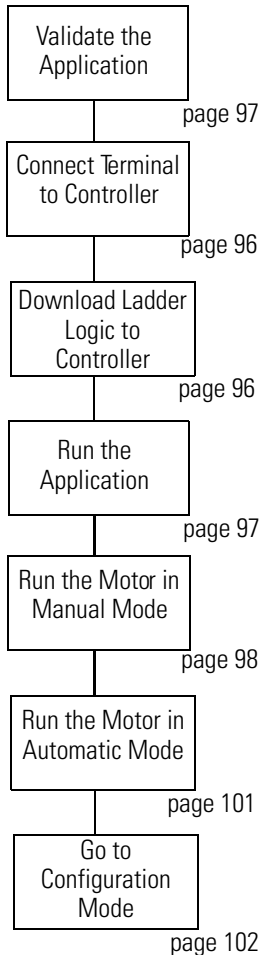 Validate the
Application
page 97
Connect Terminal
to Controller
page 96
Download Ladder
Logic to
Controller
page 96
Run the
Application
page 97
Run the Motor in
Manual Mode
page 98
Run the Motor in
Automatic Mode
page 101
Go to
Configuration
Mode
page 102